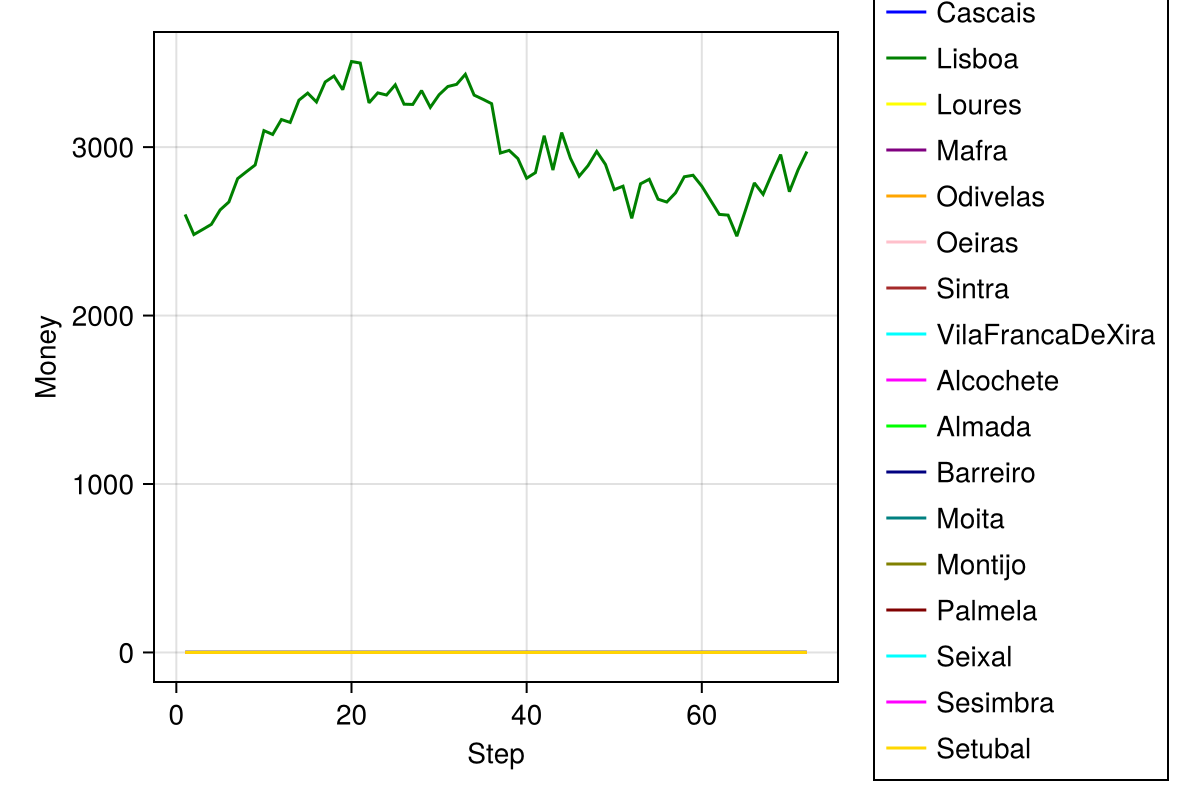 Cascais
Lisboa
Loures
Mafra
Odivelas
Oeiras
Sintra
VilaFrancaDeXira
Alcochete
Almada
Barreiro
Moita
Montijo
Palmela
Seixal
Sesimbra
Setubal
3000
2000
1000
0
Money
0 20 40 60
Step